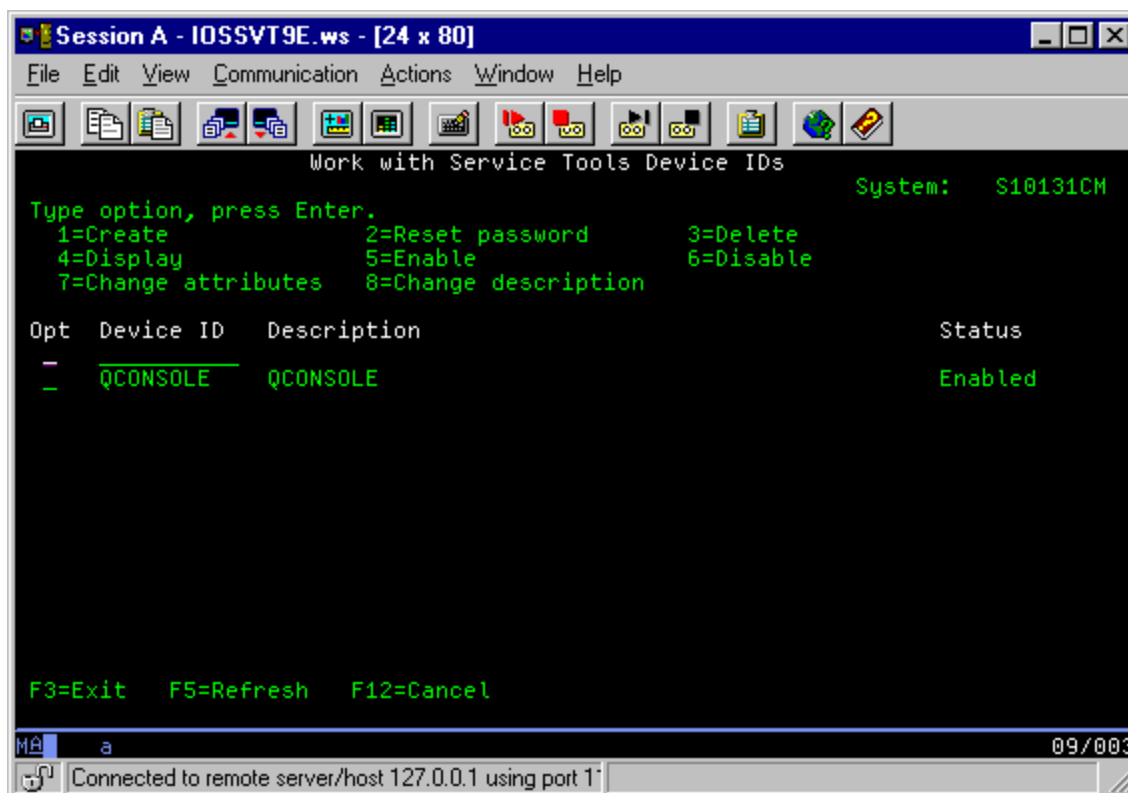 Session A - IOSSVT9E.ws - [24 x 80]
File Edit View Communication Actions Window Help
Work with Service Tools Device IDs
System: S10131CM
Type option, press Enter.
1=Create 2=Reset password 3=Delete
4=Display 5=Enable 6=Disable
7=Change attributes 8=Change description
Opt Device ID Description Status
QCONSOLE QCONSOLE Enabled
F3=Exit F5=Refresh F12=Cancel
MA a 09/003
Connected to remote server/host 127.0.0.1 using port